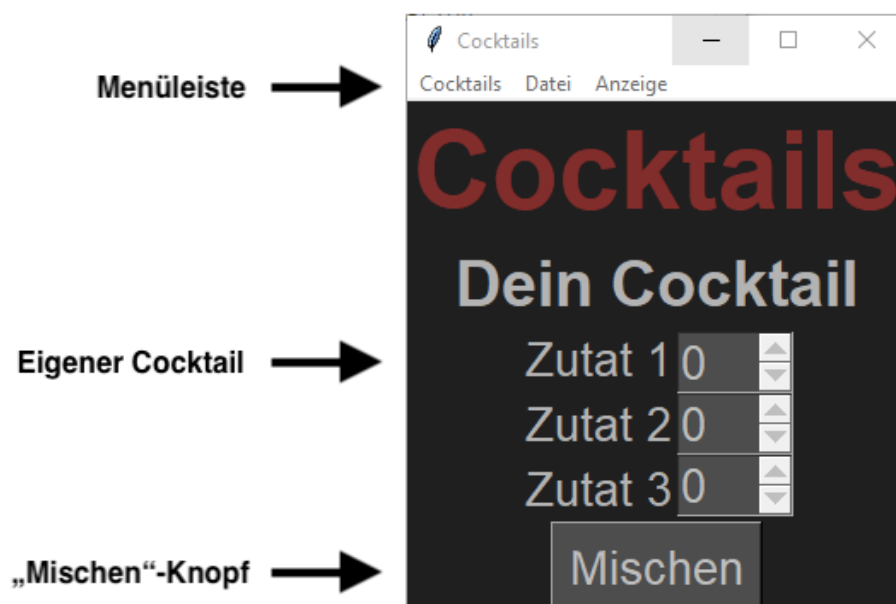 Cocktails
Menüleiste
Cocktails Datei Anzeige
Cocktails
Dein Cocktail
Eigener Cocktail
Zutat 1 0
Zutat 2 0
Zutat 3 0
„Mischen“-Knopf
Mischen